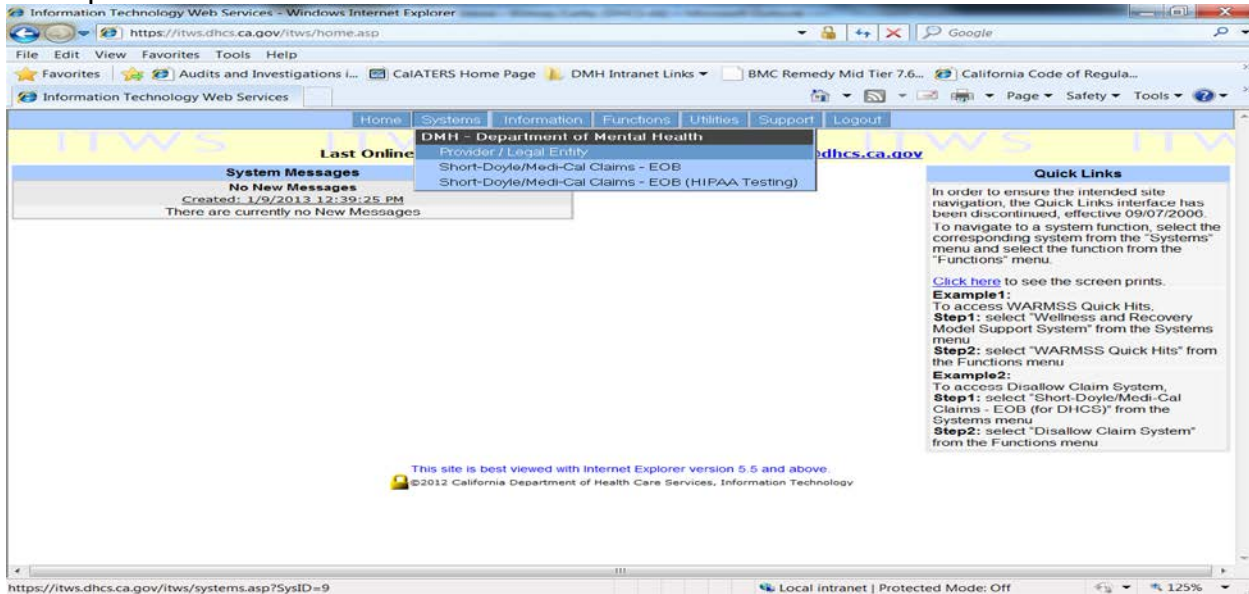 Information Technology Web Services - Windows Internet Explorer
https://itws.dhcs.ca.gov/itws/home.asp
Google
File Edit View Favorites Tools Help
Favorites Audits and Investigations i... CalATERS Home Page DMH Intranet Links BMC Remedy Mid Tier 7.6... California Code of Regula...
Information Technology Web Services
Page Safety Tools
Home Systems Information Functions Utilities Support Logout
ITWS
DMH - Department of Mental Health
Provider / Legal Entity
Short-Doyle/Medi-Cal Claims - EOB
Short-Doyle/Medi-Cal Claims - EOB (HIPAA Testing)
Last Online
dhcs.ca.gov
System Messages
No New Messages
Created: 1/9/2013 12:39:25 PM
There are currently no New Messages
Quick Links
In order to ensure the intended site
navigation, the Quick Links interface has
been discontinued, effective 09/07/2006.
To navigate to a system function, select the
corresponding system from the "Systems"
menu and select the function from the
"Functions" menu.
Click here to see the screen prints.
Example1:
To access WARMSS Quick Hits,
Step1: select "Wellness and Recovery
Model Support System" from the Systems
menu
Step2: select "WARMSS Quick Hits" from
the Functions menu
Example2:
To access Disallow Claim System,
Step1: select "Short-Doyle/Medi-Cal
Claims - EOB (for DHCS)" from the
Systems menu
Step2: select "Disallow Claim System"
from the Functions menu
This site is best viewed with Internet Explorer version 5.5 and above.
©2012 California Department of Health Care Services, Information Technology
https://itws.dhcs.ca.gov/itws/systems.asp?SysID=9
Local intranet | Protected Mode: Off
125%